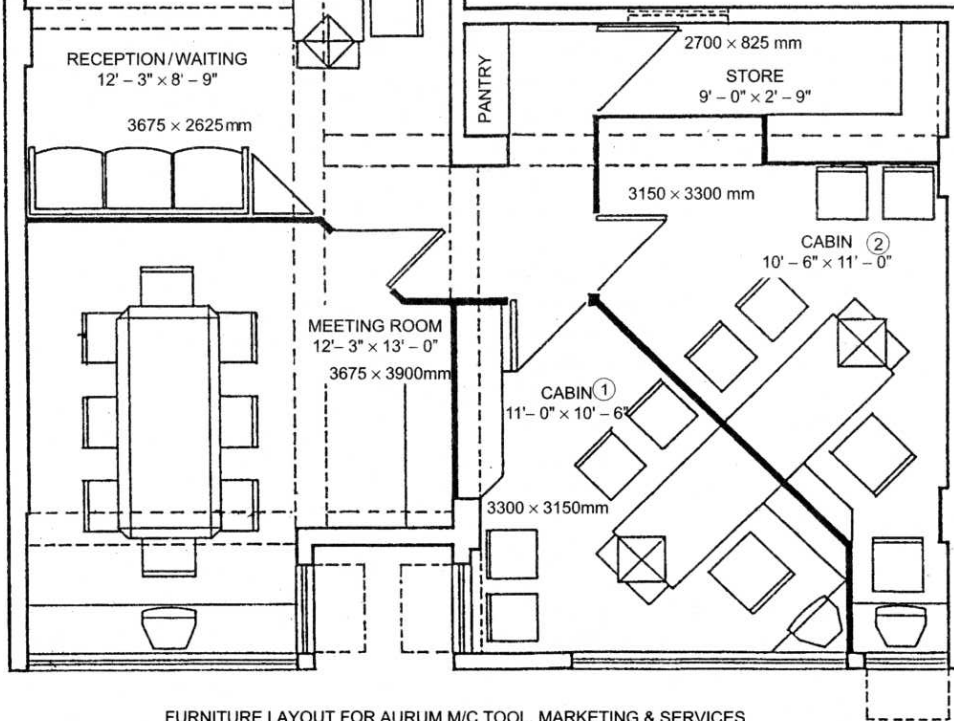 RECEPTION/WAITING
12' – 3" × 8' – 9"
3675 × 2625 mm
PANTRY
2700 × 825 mm
STORE
9' – 0" × 2' – 9"
3150 × 3300 mm
CABIN 2
10' – 6" × 11' – 0"
MEETING ROOM
12' – 3" × 13' – 0"
3675 × 3900mm
CABIN 1
11' – 0" × 10' – 6"
3300 × 3150mm
FURNITURE LAYOUT FOR AURUM M/C TOOL, MARKETING & SERVICES